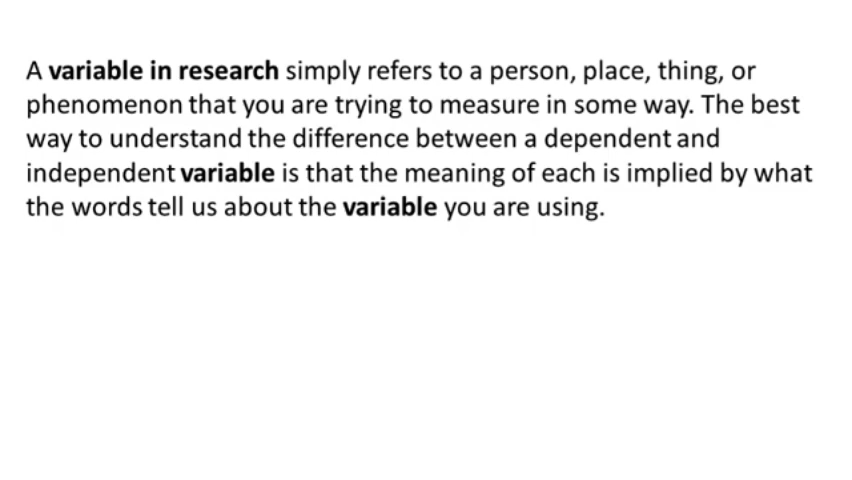 A variable in research simply refers to a person, place, thing, or
phenomenon that you are trying to measure in some way. The best
way to understand the difference between a dependent and
independent variable is that the meaning of each is implied by what
the words tell us about the variable you are using.